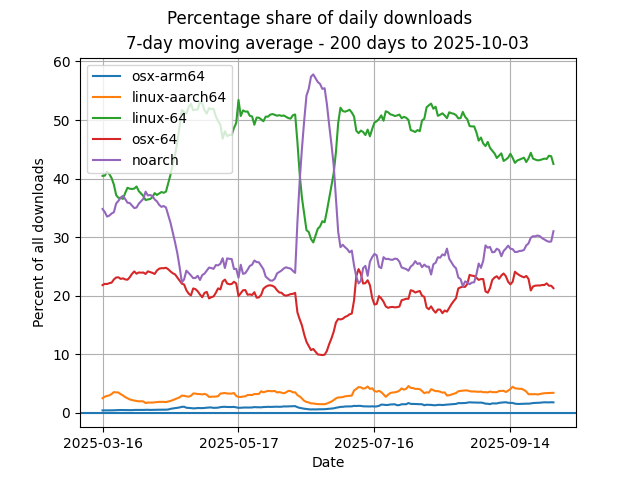 Percentage share of daily downloads
7-day moving average - 200 days to 2025-10-03
60
50
40
30
20
10
0
Percent of all downloads
osx-arm64
linux-aarch64
linux-64
osx-64
noarch
2025-03-16
2025-05-17
2025-07-16
2025-09-14
Date